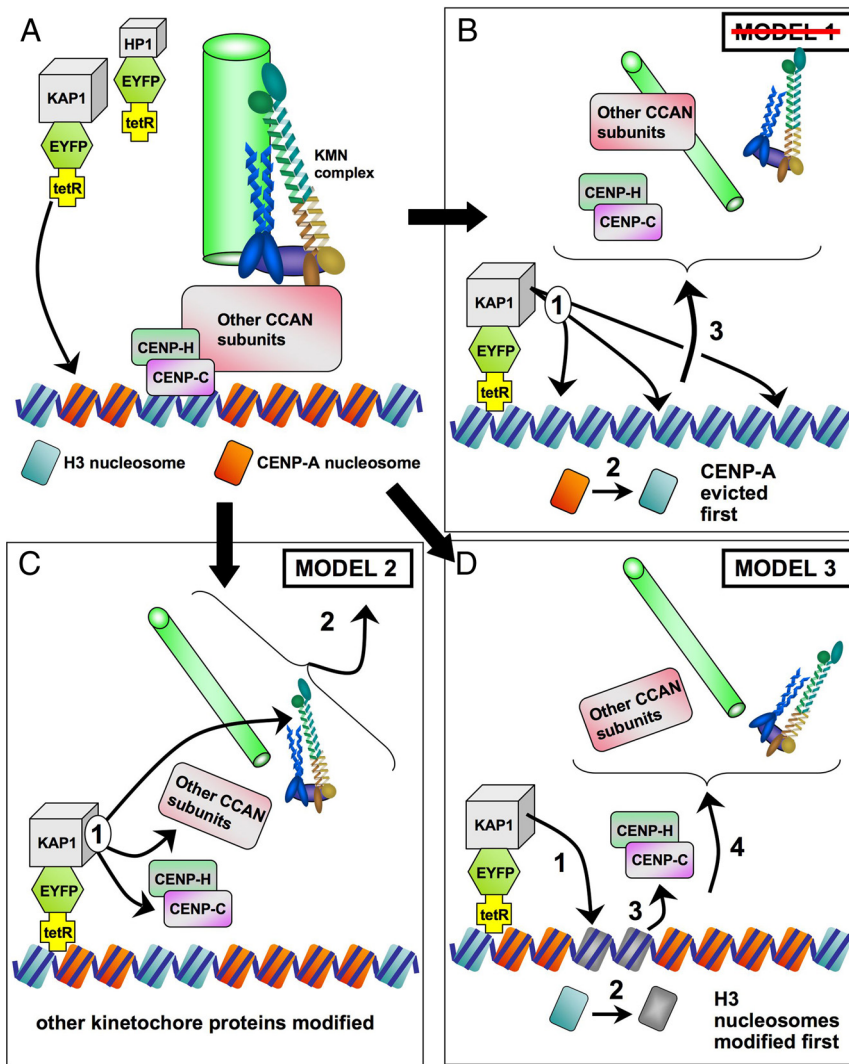 A
HP1
EYFP
tetR
KAP1
EYFP
tetR
KMN
complex
Other CCAN
subunits
CENP-H
CENP-C
H3 nucleosome
CENP-A nucleosome
B
MODEL 1
Other CCAN
subunits
CENP-H
CENP-C
KAP1
EYFP
tetR
1
3
2
CENP-A
evicted
first
C
MODEL 2
2
1
Other CCAN
subunits
KAP1
EYFP
tetR
CENP-H
CENP-C
other kinetochore proteins modified
D
MODEL 3
Other CCAN
subunits
KAP1
EYFP
tetR
1
CENP-H
CENP-C
3
4
2
H3
nucleosomes
modified first